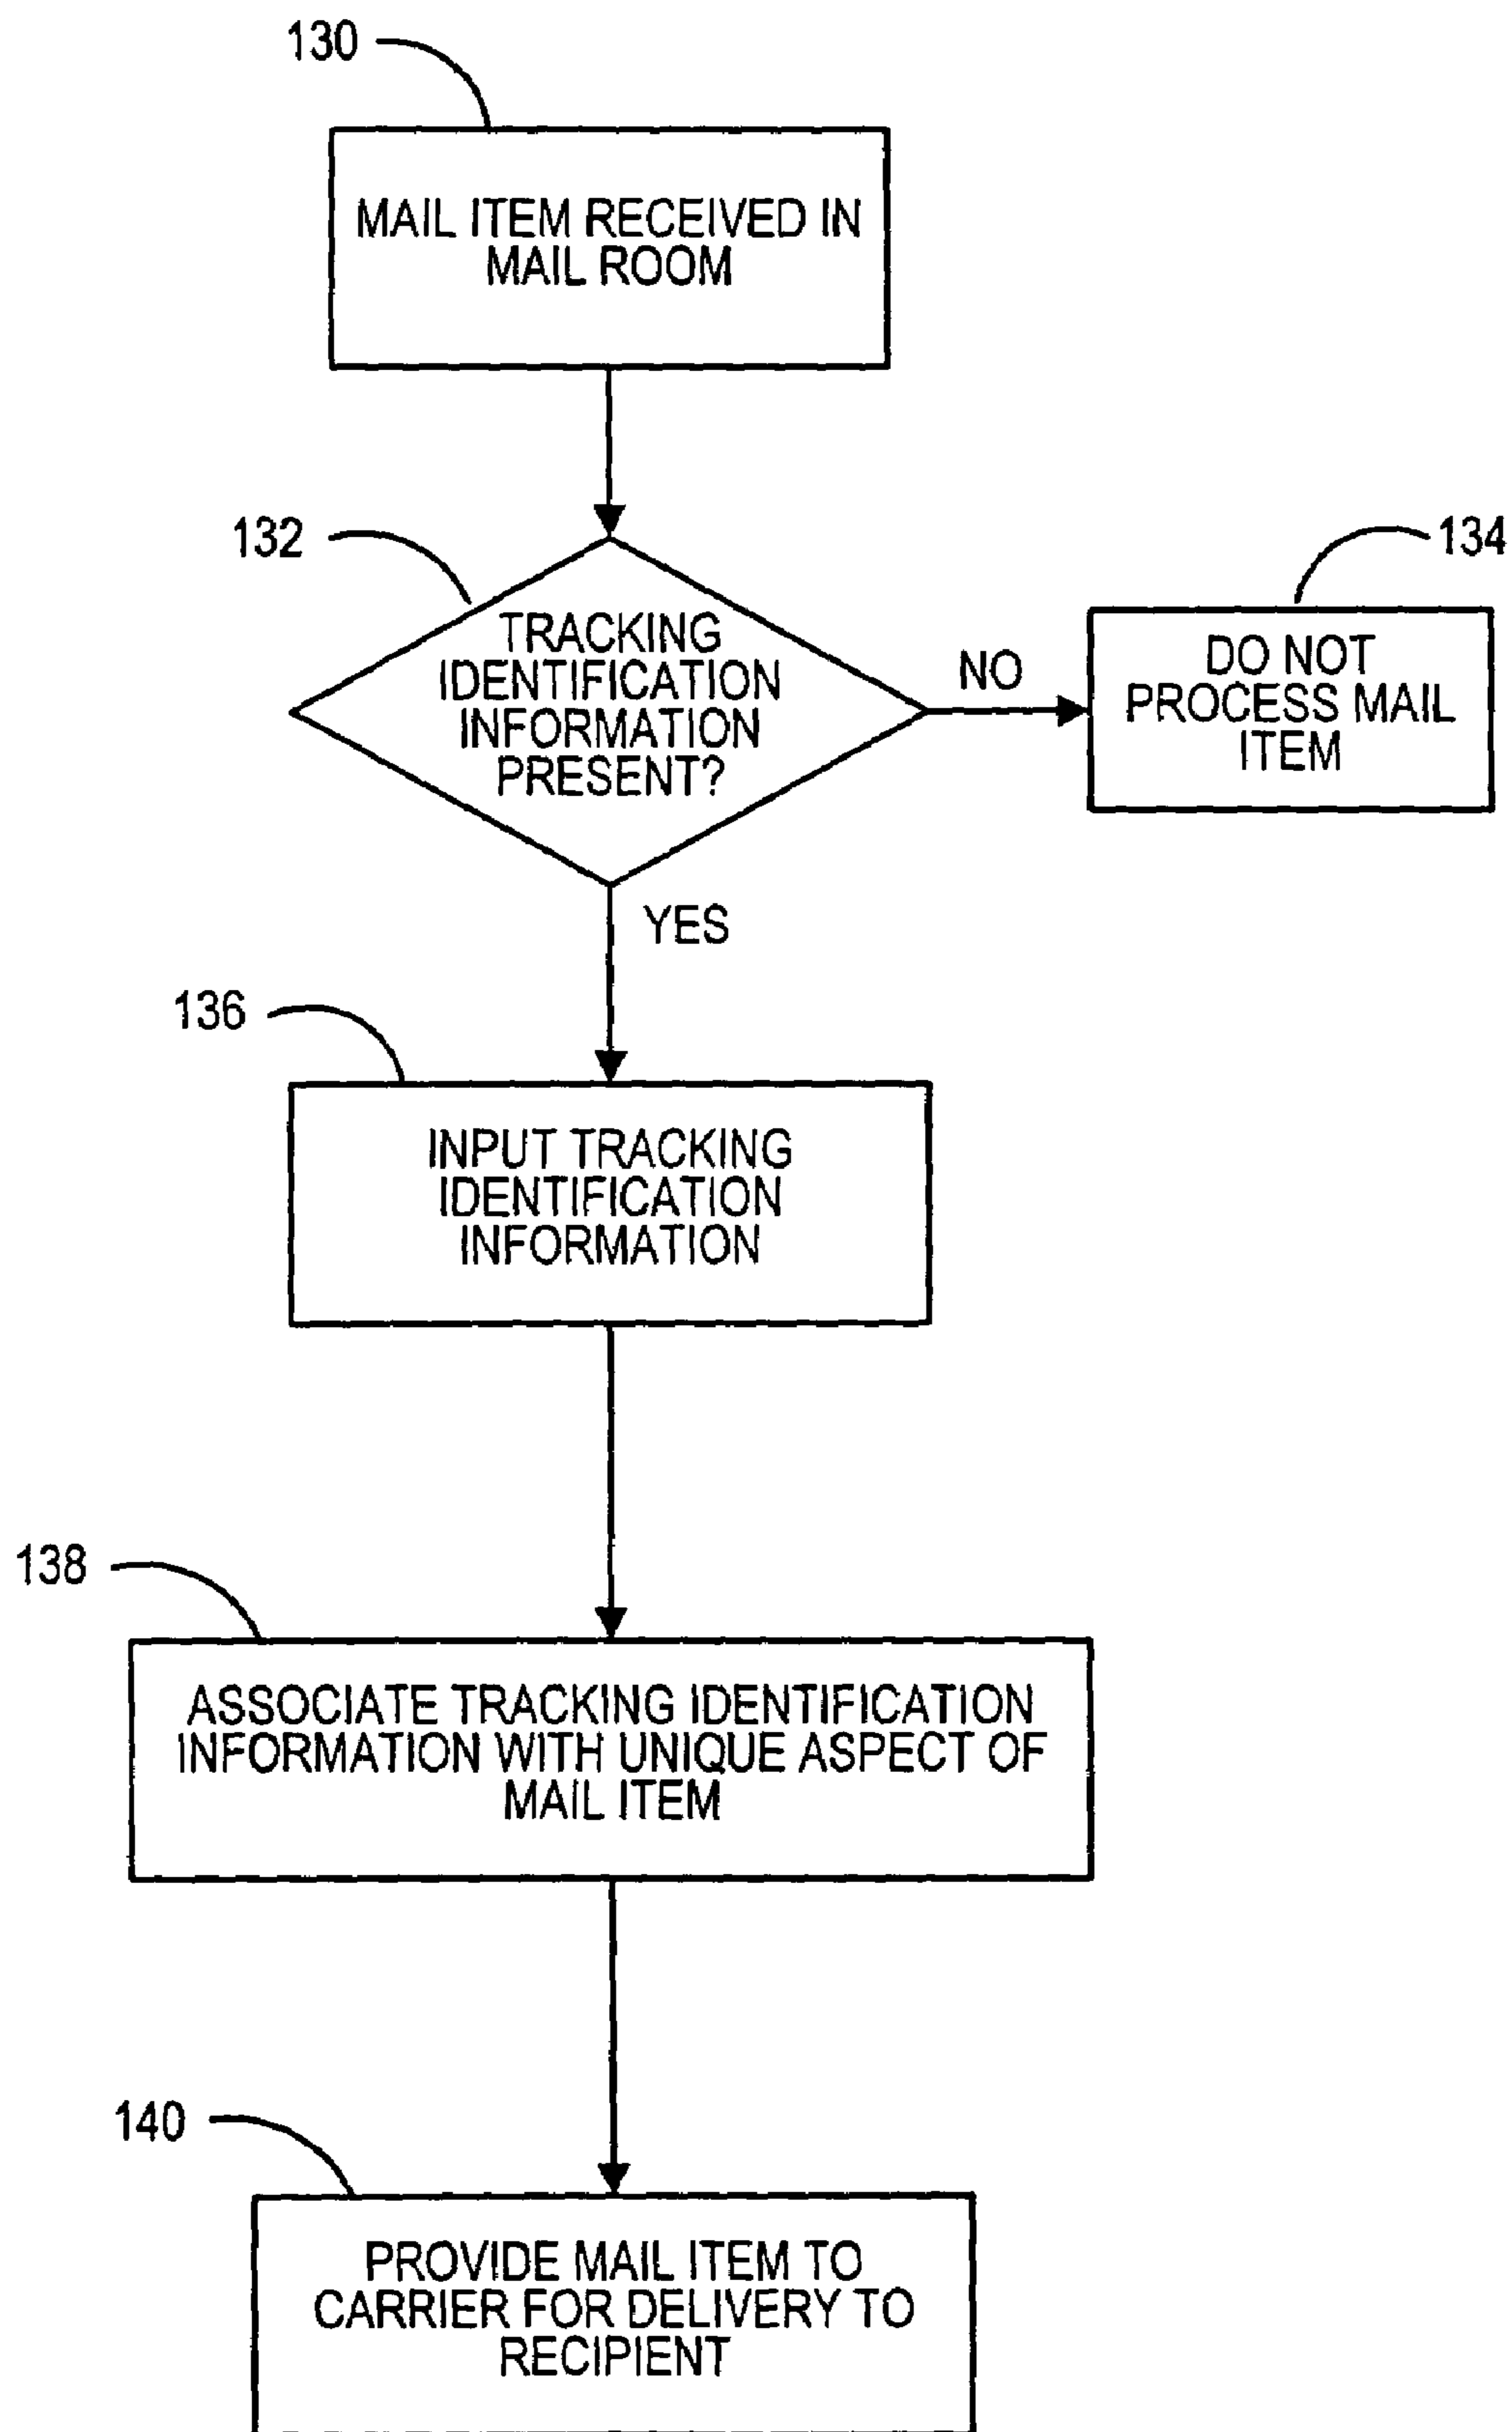 130
MAIL ITEM RECEIVED IN
MAIL ROOM
132
TRACKING
IDENTIFICATION
INFORMATION
PRESENT?
NO
134
DO NOT
PROCESS MAIL
ITEM
YES
136
INPUT TRACKING
IDENTIFICATION
INFORMATION
138
ASSOCIATE TRACKING IDENTIFICATION
INFORMATION WITH UNIQUE ASPECT OF
MAIL ITEM
140
PROVIDE MAIL ITEM TO
CARRIER FOR DELIVERY TO
RECIPIENT